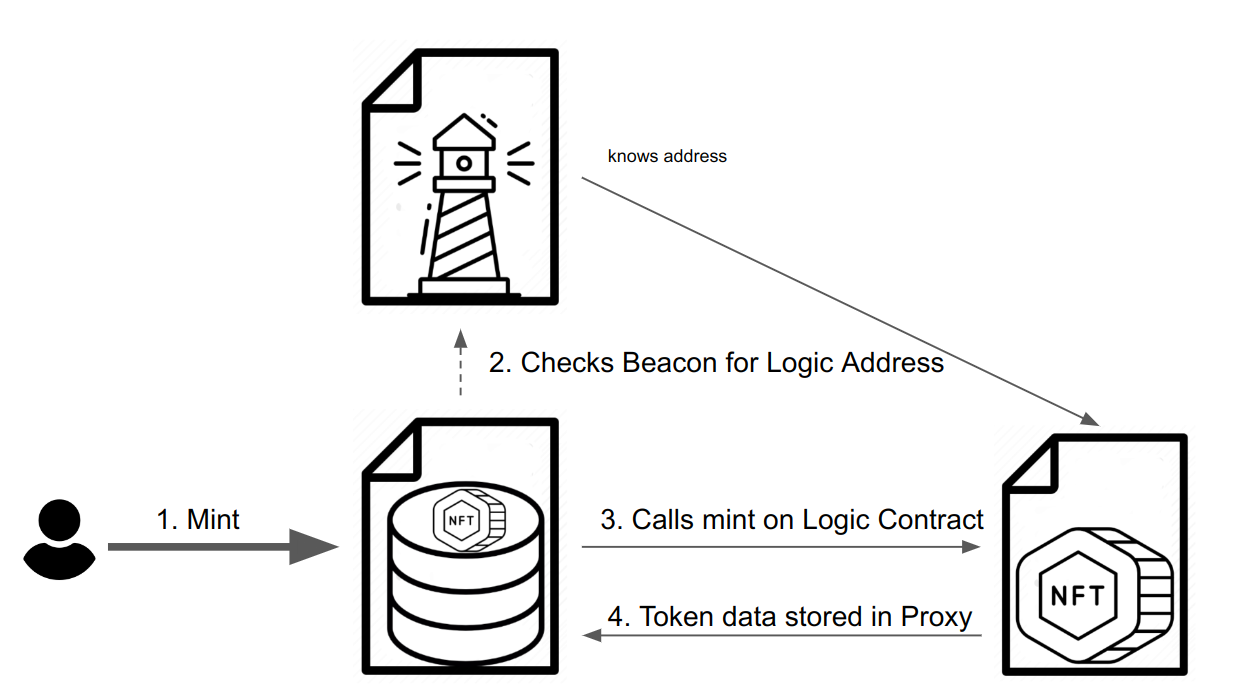 knows address
2. Checks Beacon for Logic Address
NFT
1. Mint
3. Calls mint on Logic Contract
NFT
4. Token data stored in Proxy